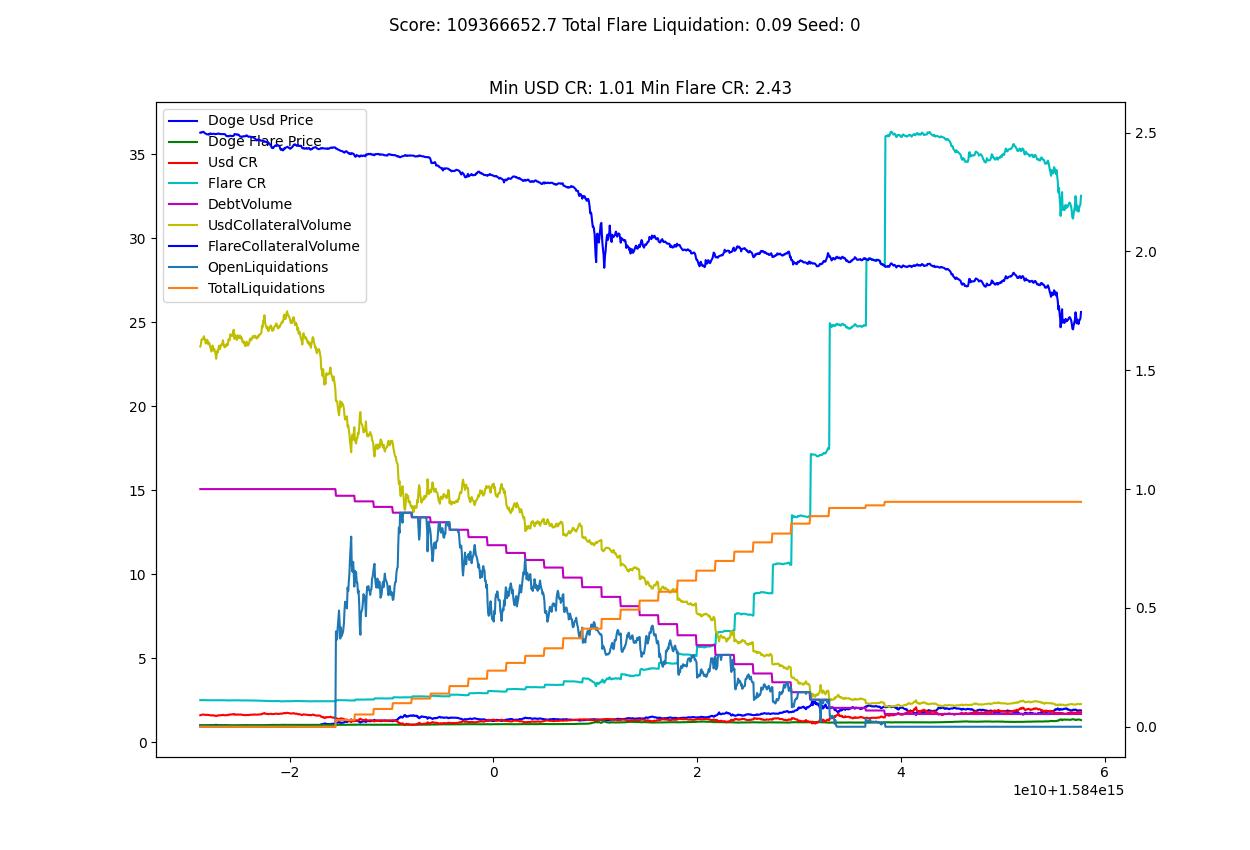 Score: 109366652.7 Total Flare Liquidation: 0.09 Seed: 0
Min USD CR: 1.01 Min Flare CR: 2.43
Doge Usd Price
Doge Flare Price
Usd CR
Flare CR
DebtVolume
UsdCollateralVolume
FlareCollateralVolume
OpenLiquidations
TotalLiquidations
35
30
25
20
15
10
5
0
2.5
2.0
1.5
1.0
0.5
0.0
−2
0
2
4
6
1e10+1.584e15